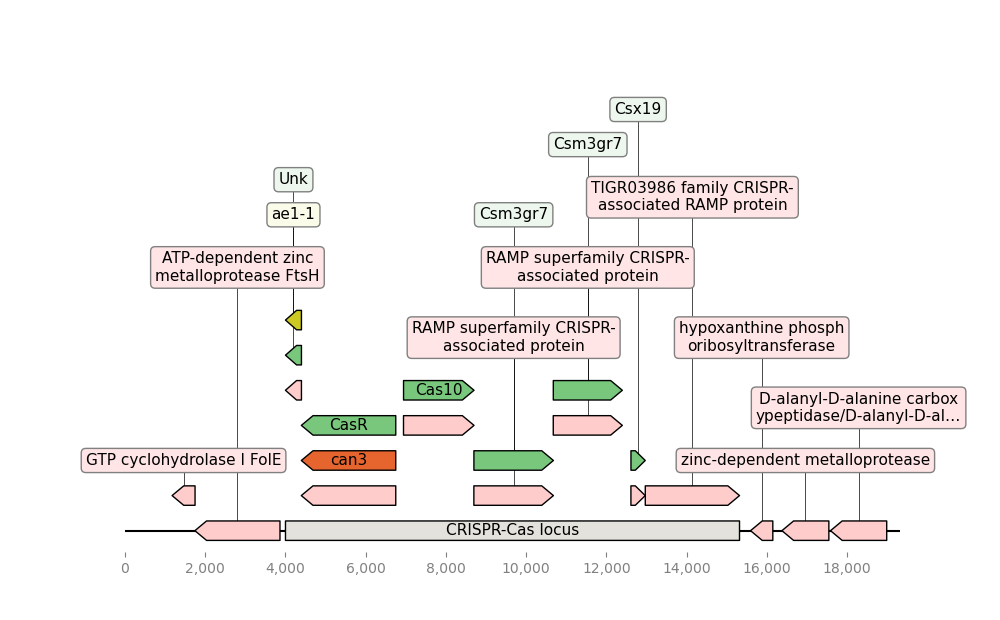 Csx19
Csm3gr7
Unk
TIGR03986 family CRISPR-
associated RAMP protein
ae1-1
Csm3gr7
ATP-dependent zinc
metalloprotease FtsH
RAMP superfamily CRISPR-
associated protein
RAMP superfamily CRISPR-
associated protein
hypoxanthine phosph
oribosyltransferase
Cas10
D-alanyl-D-alanine carbox
ypeptidase/D-alanyl-D-al…
CasR
GTP cyclohydrolase I FolE
can3
zinc-dependent metalloprotease
CRISPR-Cas locus
0
2,000
4,000
6,000
8,000
10,000
12,000
14,000
16,000
18,000